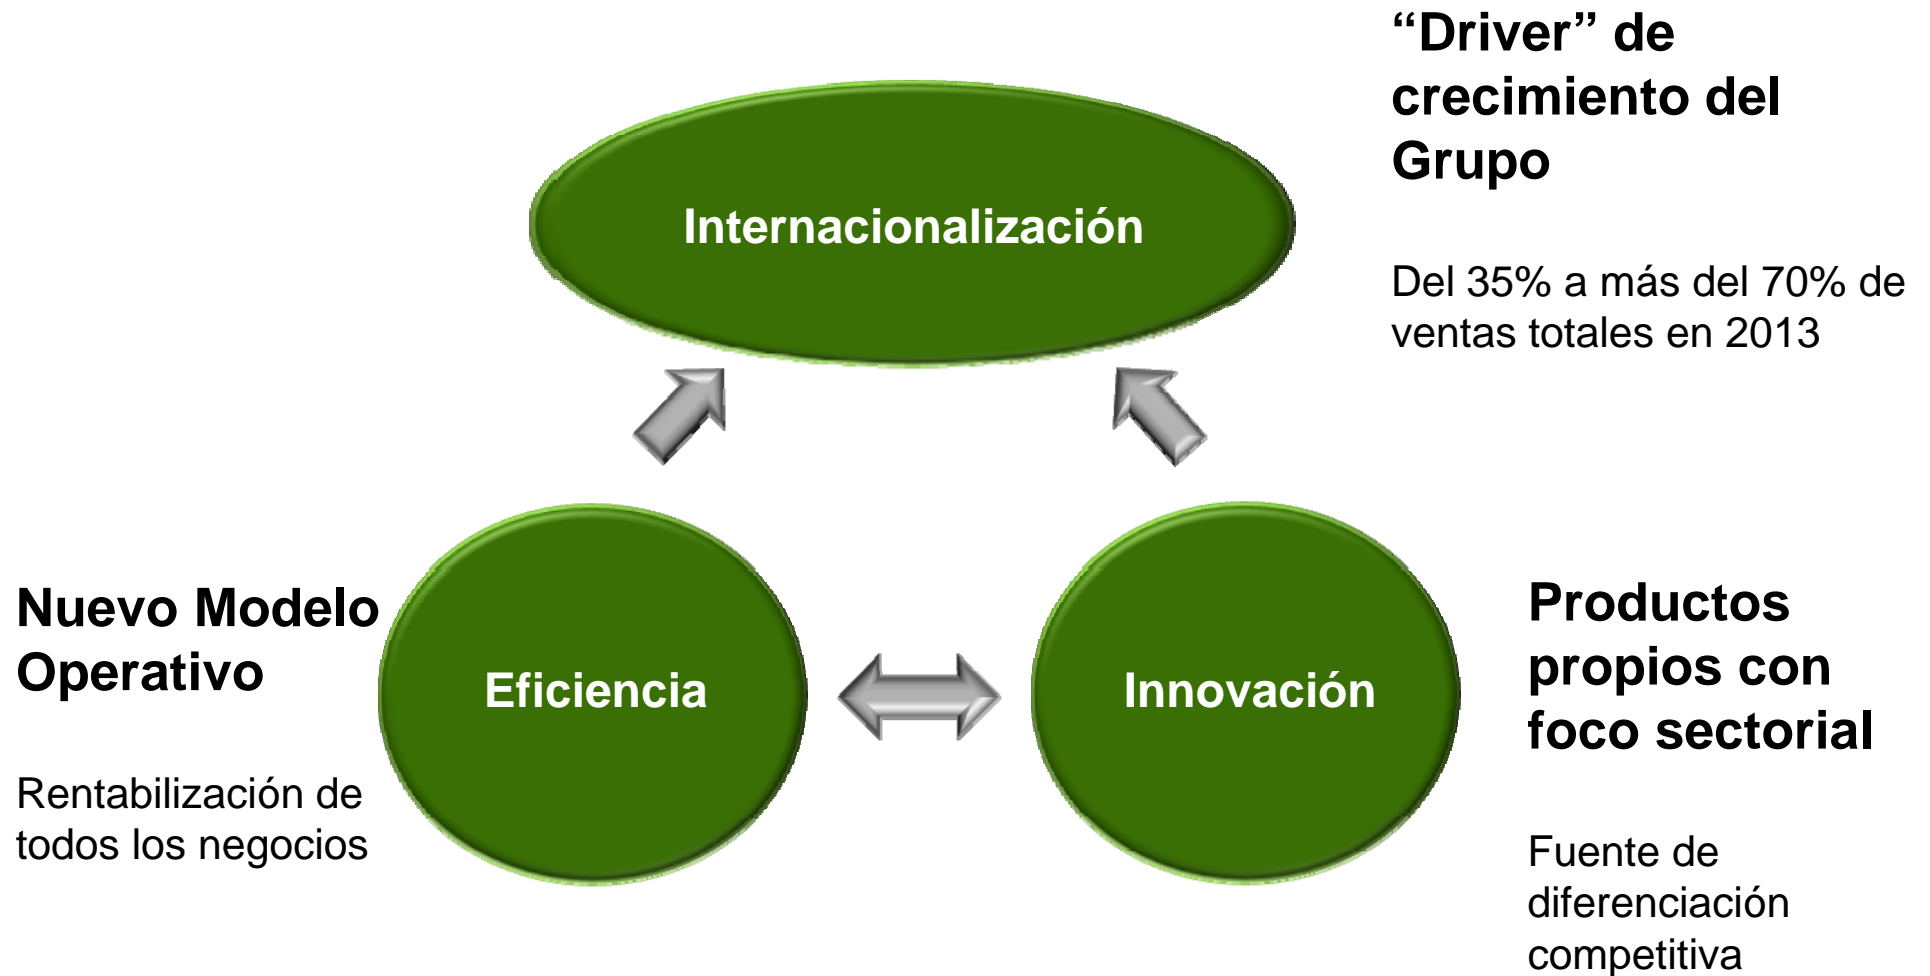 “Driver” de
crecimiento del
Grupo
Internacionalización
Del 35% a más del 70% de
ventas totales en 2013
Nuevo Modelo
Operativo
Rentabilización de
todos los negocios
Eficiencia
Innovación
Productos
propios con
foco sectorial
Fuente de
diferenciación
competitiva